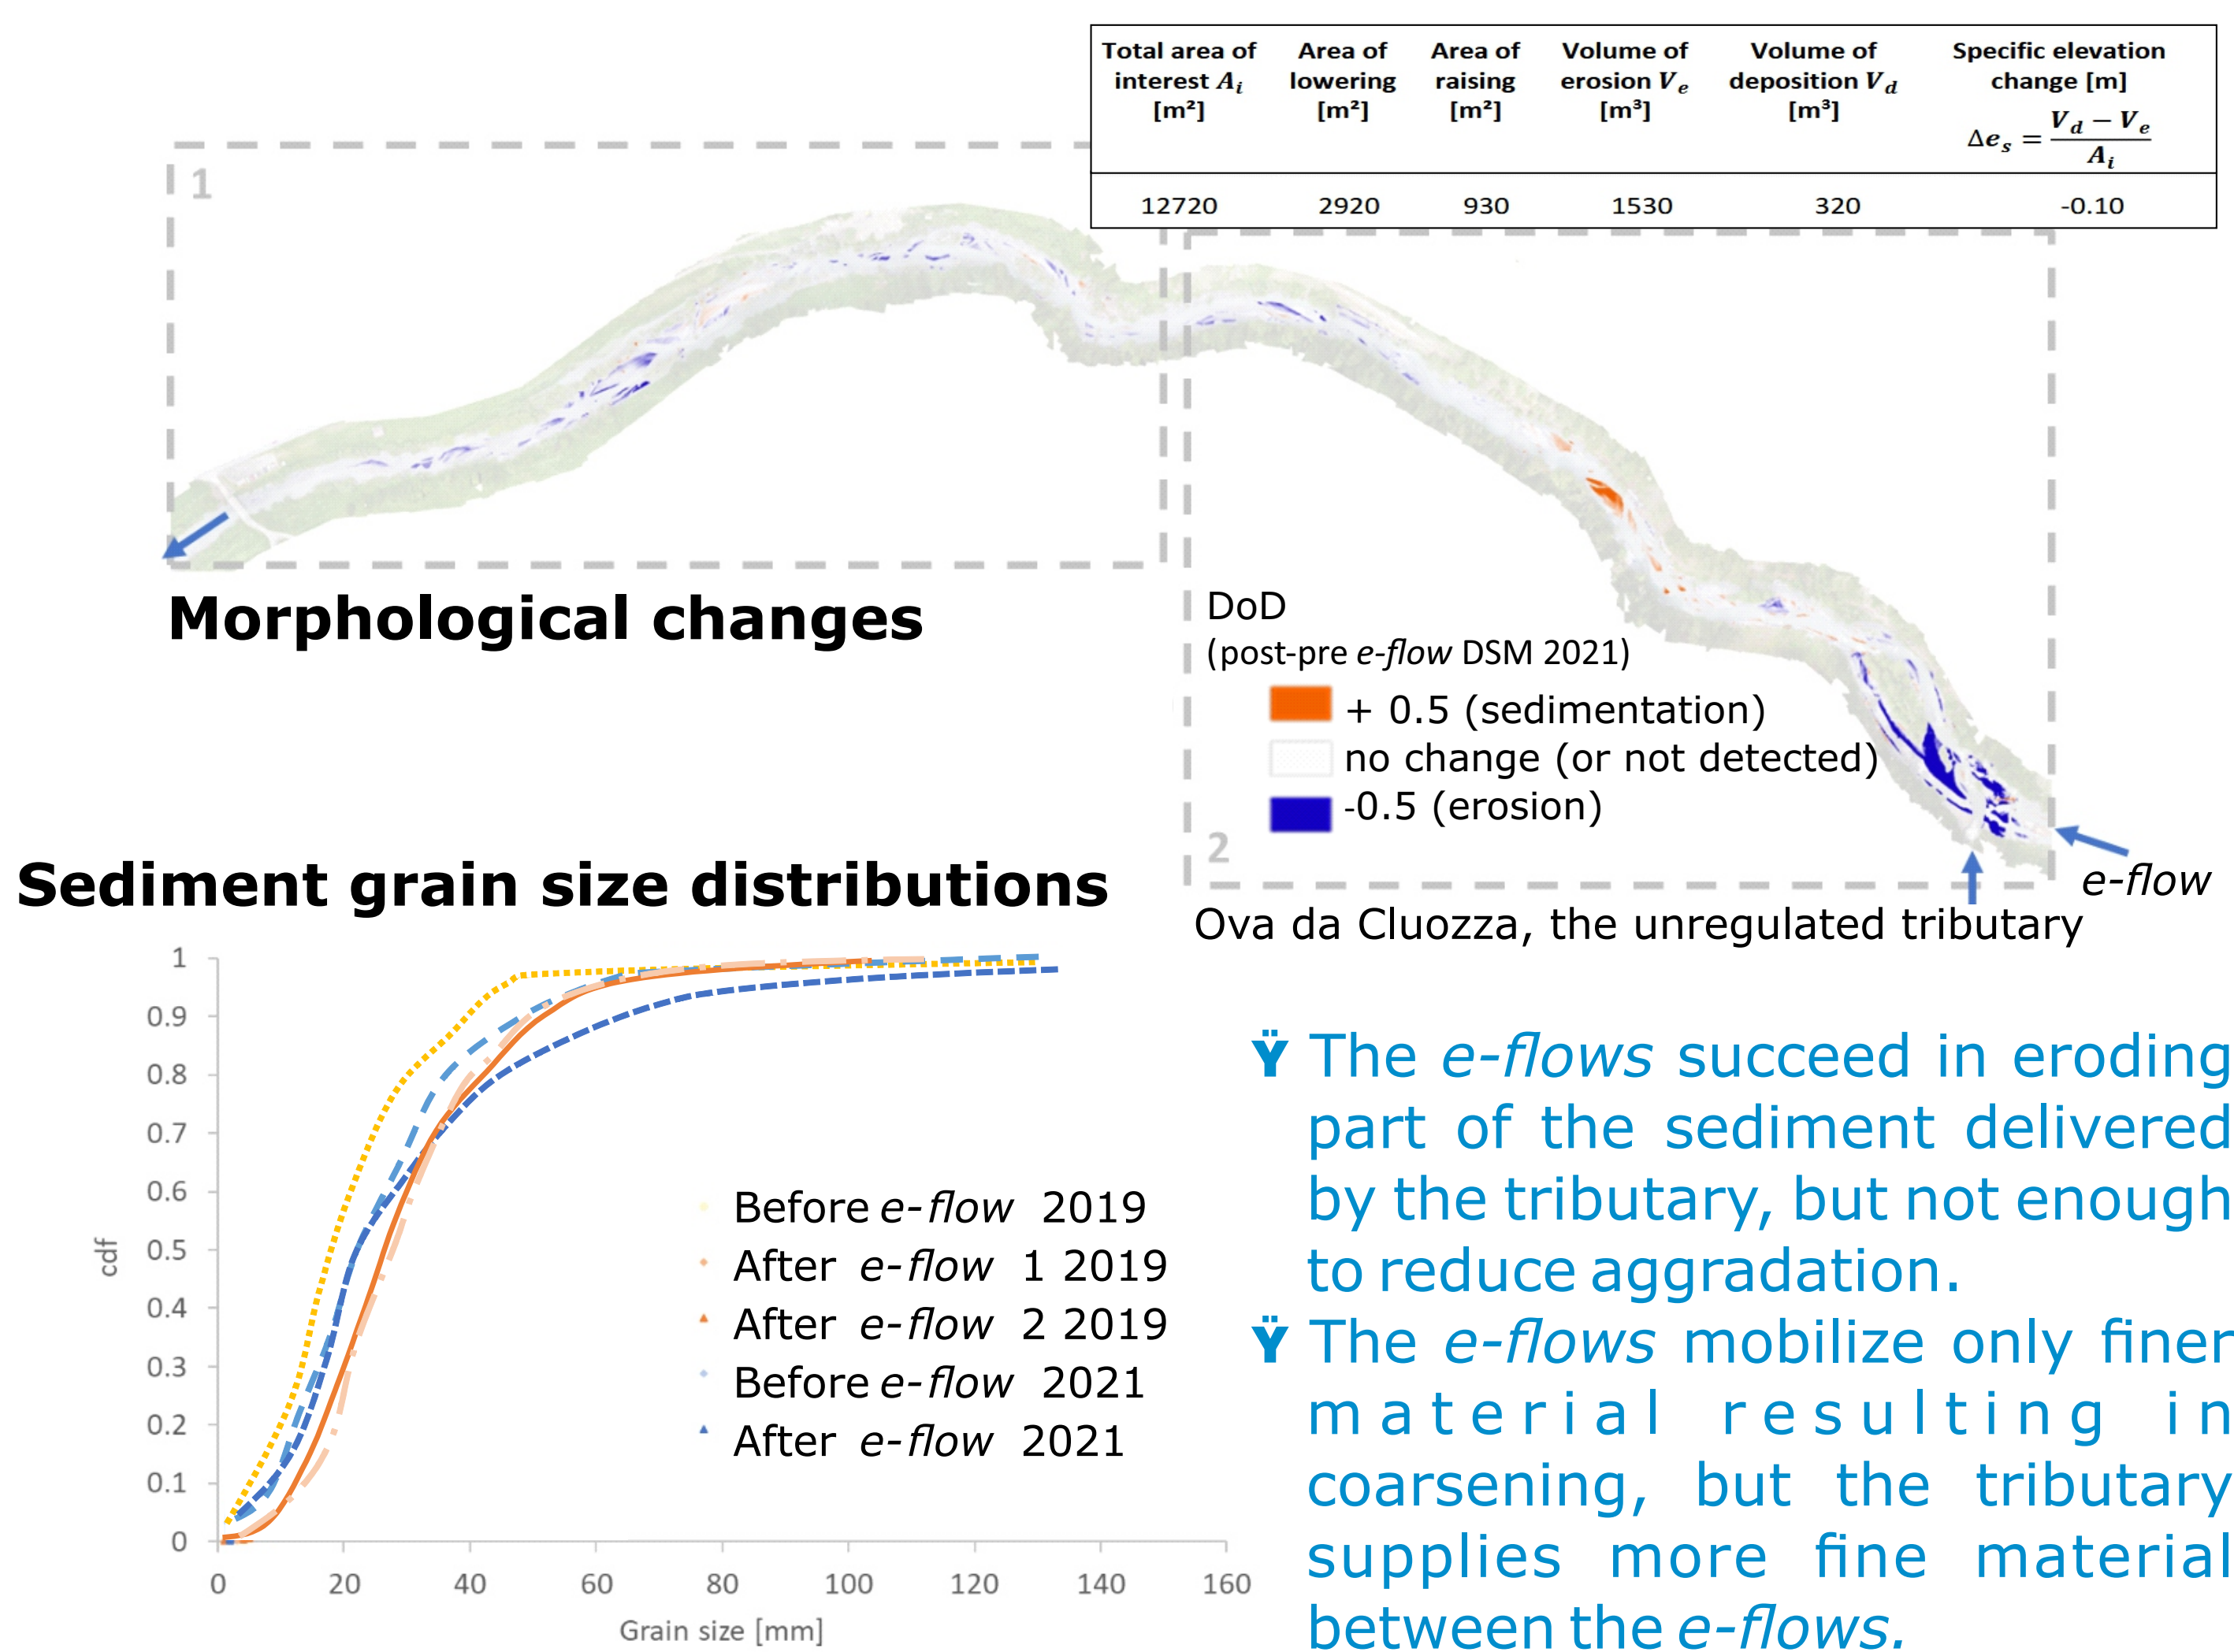 Total area of interest Aᵢ [m²]
Area of lowering [m²]
Area of raising [m²]
Volume of erosion Vₑ [m³]
Volume of deposition V_d [m³]
Specific elevation change [m]
Δeₛ = (V_d − Vₑ) / Aᵢ
12720 2920 930 1530 320 -0.10
1
Morphological changes
DoD
(post-pre e-flow DSM 2021)
+ 0.5 (sedimentation)
no change (or not detected)
-0.5 (erosion)
2
e-flow
Ova da Cluozza, the unregulated tributary
Sediment grain size distributions
1
0.9
0.8
0.7
0.6
0.5
0.4
0.3
0.2
0.1
0
cdf
0 20 40 60 80 100 120 140 160
Grain size [mm]
Before e-flow 2019
After e-flow 1 2019
After e-flow 2 2019
Before e-flow 2021
After e-flow 2021
Ÿ The e-flows succeed in eroding
part of the sediment delivered
by the tributary, but not enough
to reduce aggradation.
Ÿ The e-flows mobilize only finer
material resulting in
coarsening, but the tributary
supplies more fine material
between the e-flows.